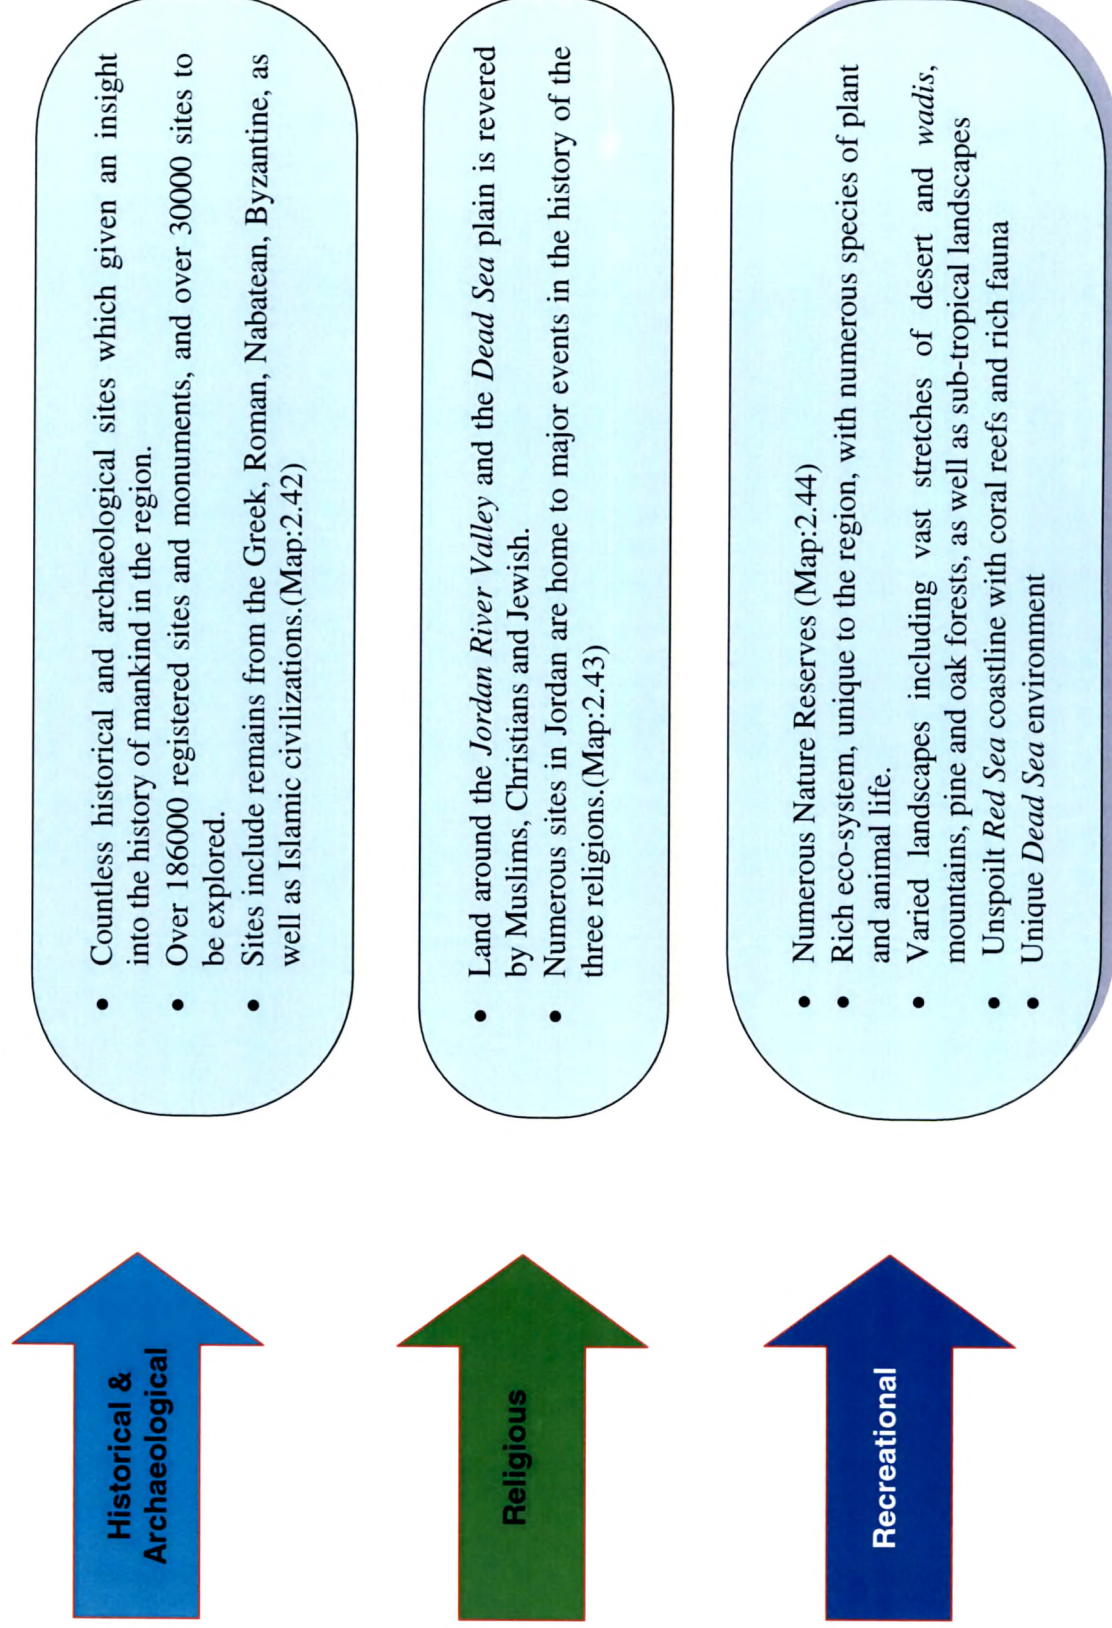 Historical &
Archaeological
• Countless historical and archaeological sites which given an insight
into the history of mankind in the region.
• Over 186000 registered sites and monuments, and over 30000 sites to
be explored.
• Sites include remains from the Greek, Roman, Nabatean, Byzantine, as
well as Islamic civilizations.(Map:2.42)
Religious
• Land around the Jordan River Valley and the Dead Sea plain is revered
by Muslims, Christians and Jewish.
• Numerous sites in Jordan are home to major events in the history of the
three religions.(Map:2.43)
Recreational
• Numerous Nature Reserves (Map:2.44)
• Rich eco-system, unique to the region, with numerous species of plant
and animal life.
• Varied landscapes including vast stretches of desert and wadis,
mountains, pine and oak forests, as well as sub-tropical landscapes
• Unspoilt Red Sea coastline with coral reefs and rich fauna
• Unique Dead Sea environment